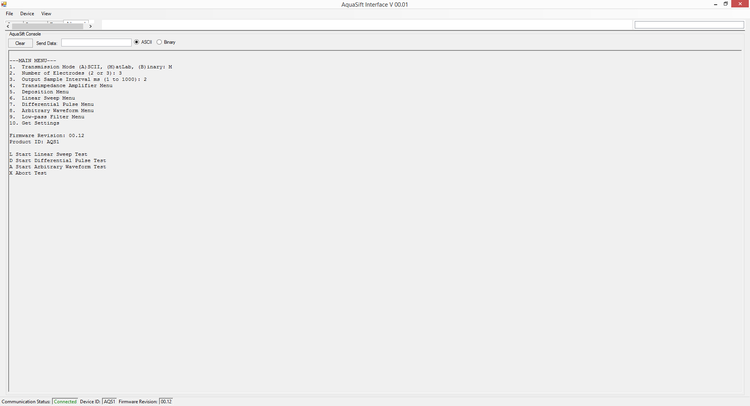 AquaSift Interface V 00.01
File Device View
AquaSift Console
Clear Send Data: ASCII Binary
---MAIN MENU---
1. Transmission Mode (A)SCII, (M)atLab, (B)inary: M
2. Number of Electrodes (2 or 3): 3
3. Output Sample Interval ms (1 to 1000): 2
4. Transimpedance Amplifier Menu
5. Deposition Menu
6. Linear Sweep Menu
7. Differential Pulse Menu
8. Arbitrary Waveform Menu
9. Low-pass Filter Menu
10. Get Settings
Firmware Revision: 00.12
Product ID: AQS1
L Start Linear Sweep Test
D Start Differential Pulse Test
A Start Arbitrary Waveform Test
X Abort Test
Communication Status: Connected Device ID: AQS1 Firmware Revision: 00.12